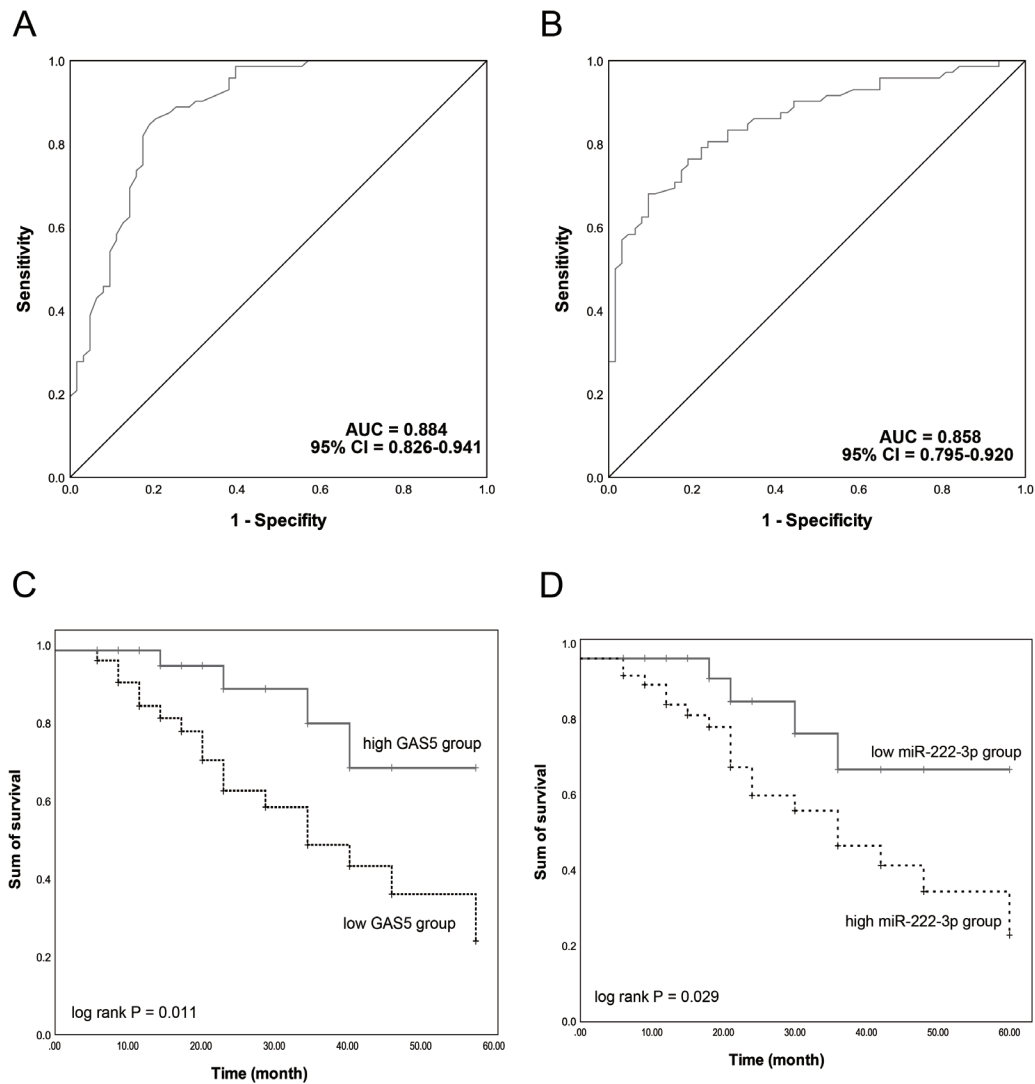 A
1.0
0.8
0.6
0.4
0.2
0.0
Sensitivity
AUC = 0.884
95% CI = 0.826-0.941
0.0 0.2 0.4 0.6 0.8 1.0
1 - Specifity
B
1.0
0.8
0.6
0.4
0.2
0.0
Sensitivity
AUC = 0.858
95% CI = 0.795-0.920
0.0 0.2 0.4 0.6 0.8 1.0
1 - Specificity
C
1.0
0.8
0.6
0.4
0.2
0.0
Sum of survival
high GAS5 group
low GAS5 group
log rank P = 0.011
.00 10.00 20.00 30.00 40.00 50.00 60.00
Time (month)
D
1.0
0.8
0.6
0.4
0.2
0.0
Sum of survival
low miR-222-3p group
high miR-222-3p group
log rank P = 0.029
.00 10.00 20.00 30.00 40.00 50.00 60.00
Time (month)